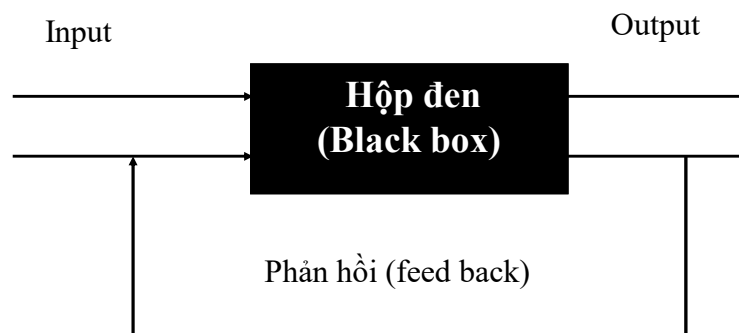 Input
Output
Hộp đen
(Black box)
Phản hồi (feed back)